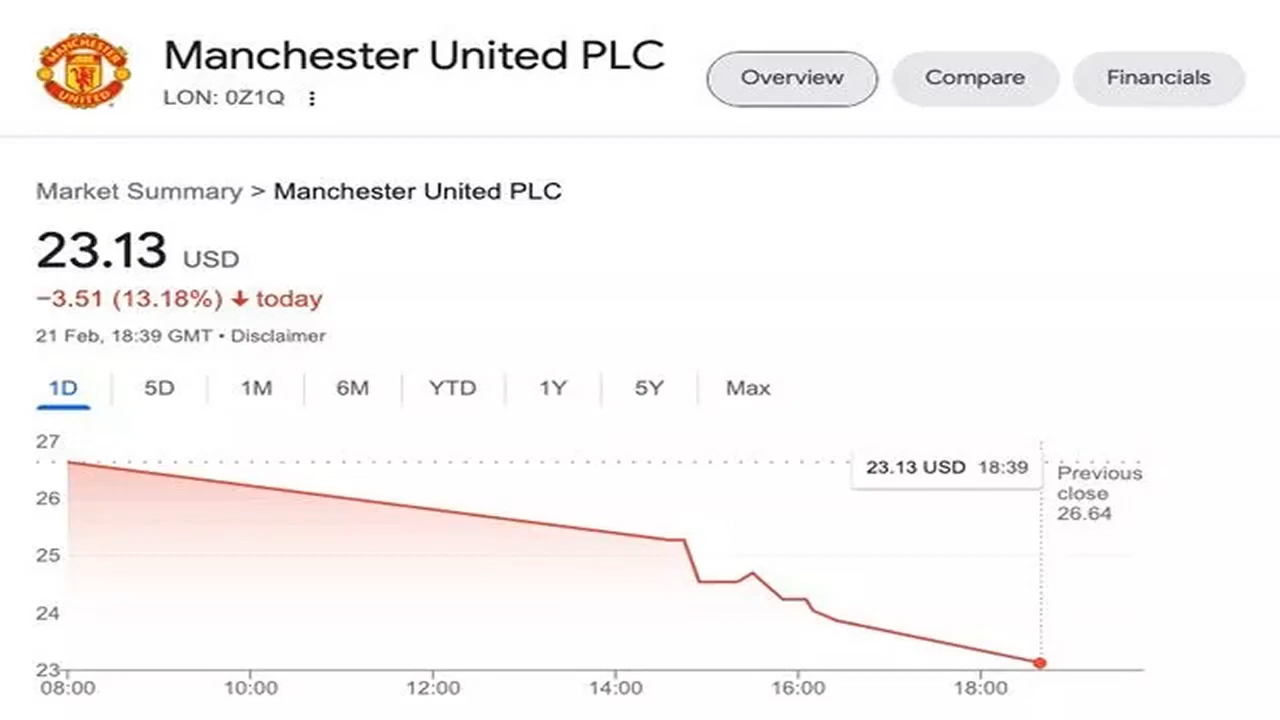 MANCHESTER
UNITED
Manchester United PLC
LON: 0Z1Q
Overview
Compare
Financials
Market Summary > Manchester United PLC
23.13 USD
−3.51 (13.18%) ↓ today
21 Feb, 18:39 GMT • Disclaimer
1D 5D 1M 6M YTD 1Y 5Y Max
27
26
25
24
23
23.13 USD 18:39
Previous
close
26.64
08:00 10:00 12:00 14:00 16:00 18:00